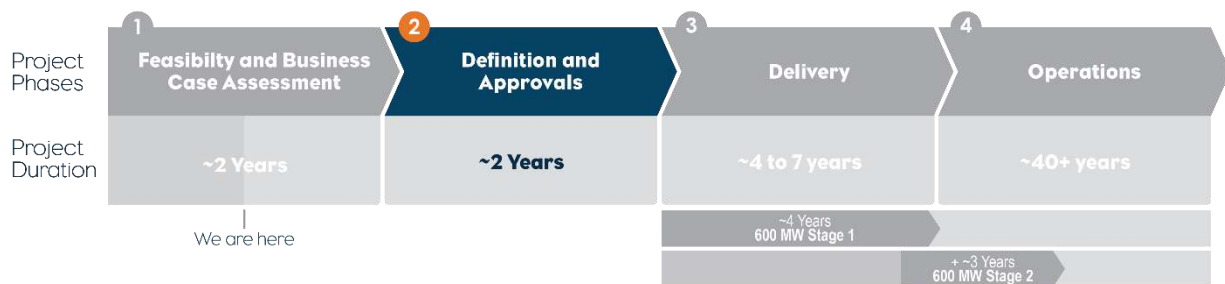 1
2
3
4
Project
Phases
Feasibilty and Business
Case Assessment
Definition and
Approvals
Delivery
Operations
Project
Duration
~2 Years
~2 Years
~4 to 7 years
~40+ years
We are here
~4 Years
600 MW Stage 1
+ ~3 Years
600 MW Stage 2